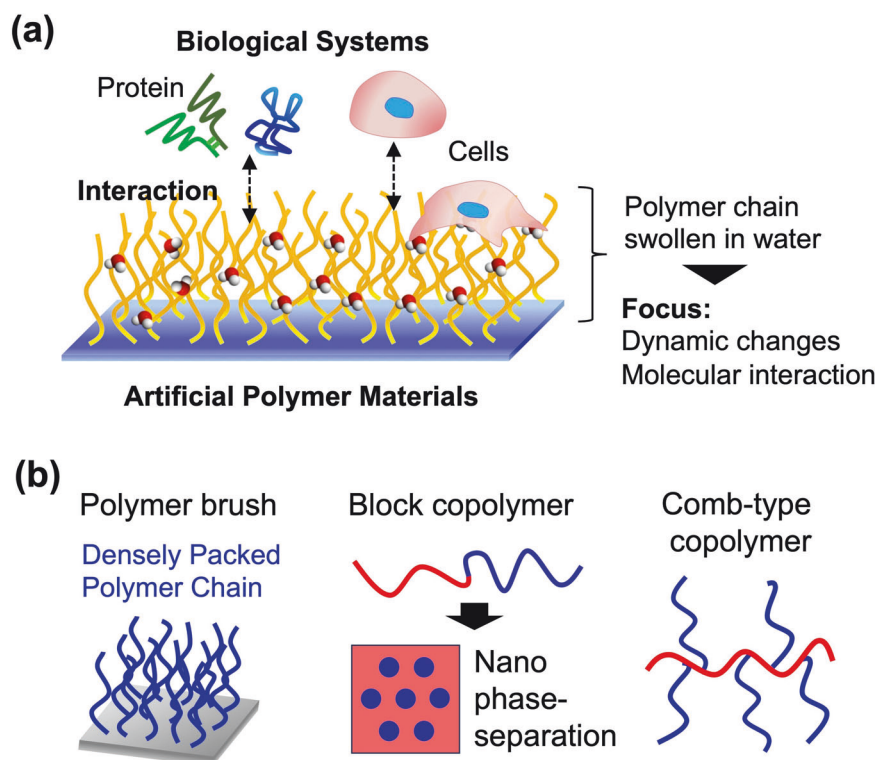 (a)
Biological Systems
Protein
Cells
Interaction
Polymer chain
swollen in water
Focus:
Dynamic changes
Molecular interaction
Artificial Polymer Materials
(b)
Polymer brush
Densely Packed
Polymer Chain
Block copolymer
Nano
phase-
separation
Comb-type
copolymer